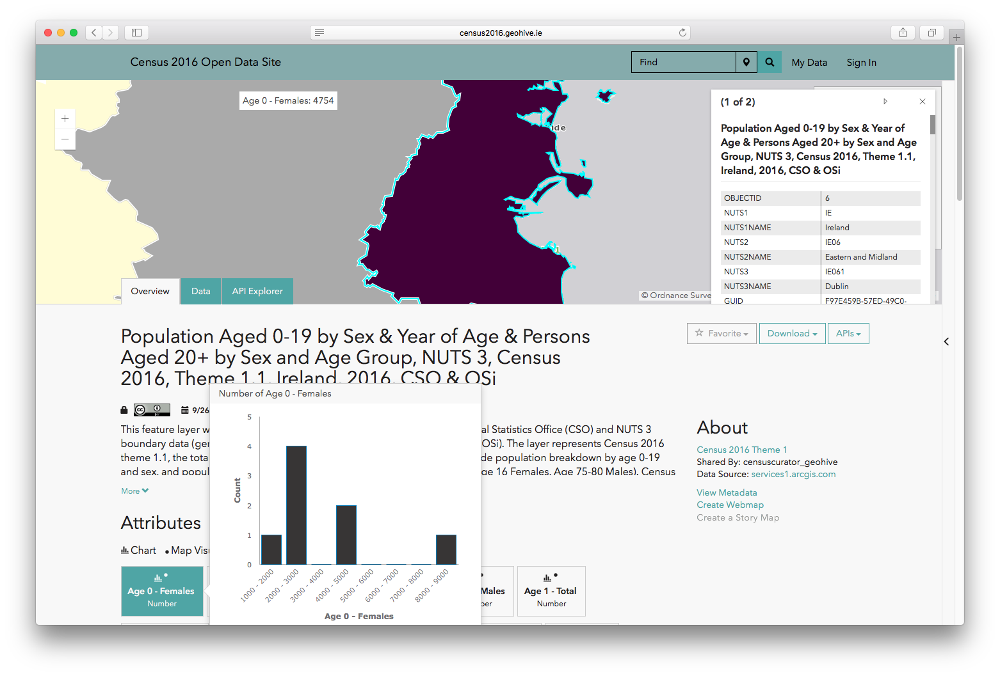 census2016.geohive.ie
Census 2016 Open Data Site
Find
My Data
Sign In
Age 0 - Females: 4754
ide
1
(1 of 2)
Population Aged 0-19 by Sex & Year of
Age & Persons Aged 20+ by Sex and Age
Group, NUTS 3, Census 2016, Theme 1.1,
Ireland, 2016, CSO & OSi
OBJECTID 6
NUTS1 IE
NUTS1NAME Ireland
NUTS2 IE06
NUTS2NAME Eastern and Midland
NUTS3 IE061
NUTS3NAME Dublin
GUID F97E459B-57ED-49C0-
© Ordnance Surve
Overview
Data
API Explorer
Population Aged 0-19 by Sex & Year of Age & Persons
Aged 20+ by Sex and Age Group, NUTS 3, Census
2016, Theme 1.1, Ireland, 2016, CSO & OSi
Favorite
Download
APIs
cc BY
9/26
This feature layer w
al Statistics Office (CSO) and NUTS 3
boundary data (ger
OSi). The layer represents Census 2016
theme 1.1, the tota
de population breakdown by age 0-19
and sex, and popul
ge 16 Females, Age 75-80 Males). Census
More
Attributes
Chart
Map Visu
Age 0 - Females
Number
Males
ber
Age 1 - Total
Number
Number of Age 0 - Females
Count
5
4
3
2
1
0
1000 - 2000
2000 - 3000
3000 - 4000
4000 - 5000
5000 - 6000
6000 - 7000
7000 - 8000
8000 - 9000
Age 0 - Females
About
Census 2016 Theme 1
Shared By: censuscurator_geohive
Data Source: services1.arcgis.com
View Metadata
Create Webmap
Create a Story Map